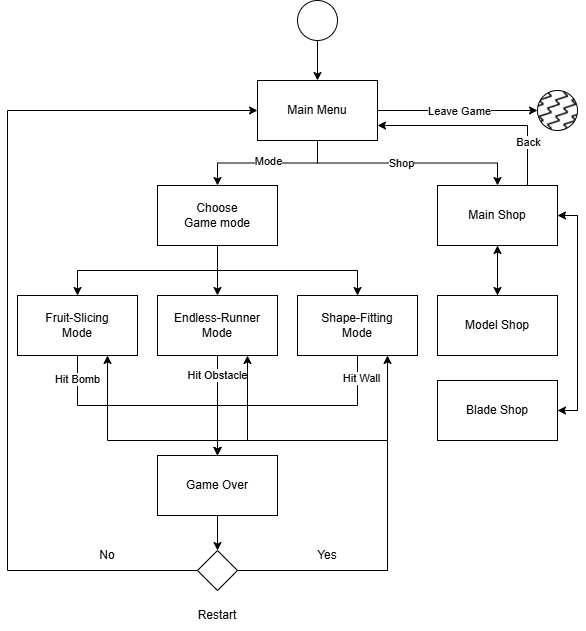 Main Menu
Leave Game
Back
Mode
Shop
Choose
Game mode
Main Shop
Fruit-Slicing
Mode
Endless-Runner
Mode
Shape-Fitting
Mode
Model Shop
Hit Bomb
Hit Obstacle
Hit Wall
Blade Shop
Game Over
No
Yes
Restart